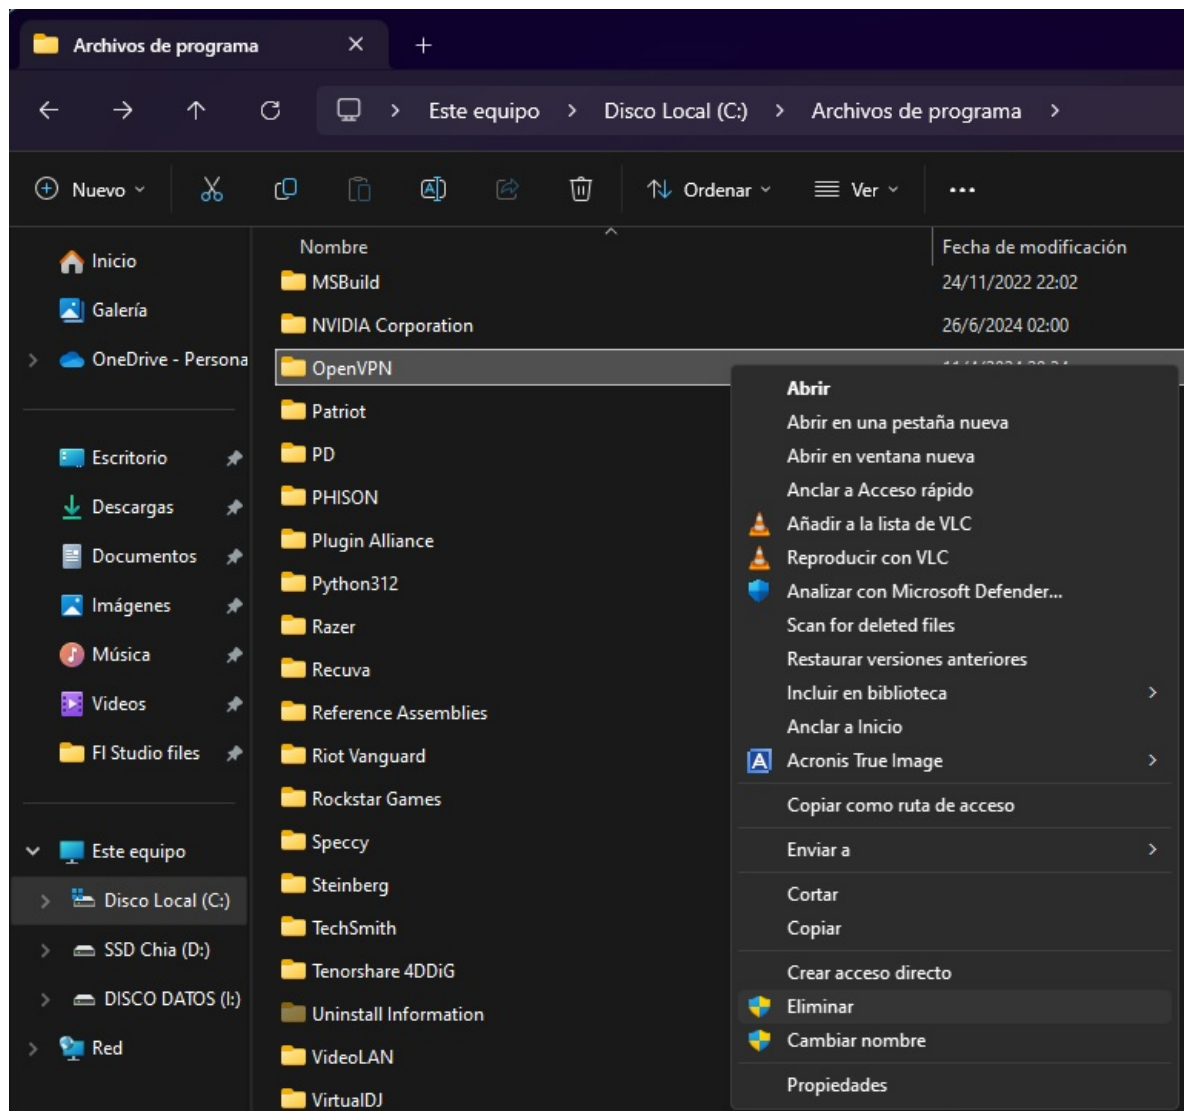 Archivos de programa
Este equipo > Disco Local (C:) > Archivos de programa >
Nuevo Ordenar Ver
Inicio
Galería
OneDrive - Persona
Escritorio
Descargas
Documentos
Imágenes
Música
Videos
Fl Studio files
Este equipo
Disco Local (C:)
SSD Chia (D:)
DISCO DATOS (I:)
Red
Nombre Fecha de modificación
MSBuild 24/11/2022 22:02
NVIDIA Corporation 26/6/2024 02:00
OpenVPN
Patriot
PD
PHISON
Plugin Alliance
Python312
Razer
Recuva
Reference Assemblies
Riot Vanguard
Rockstar Games
Speccy
Steinberg
TechSmith
Tenorshare 4DDiG
Uninstall Information
VideoLAN
VirtualDJ
Abrir
Abrir en una pestaña nueva
Abrir en ventana nueva
Anclar a Acceso rápido
Añadir a la lista de VLC
Reproducir con VLC
Analizar con Microsoft Defender...
Scan for deleted files
Restaurar versiones anteriores
Incluir en biblioteca
Anclar a Inicio
Acronis True Image
Copiar como ruta de acceso
Enviar a
Cortar
Copiar
Crear acceso directo
Eliminar
Cambiar nombre
Propiedades